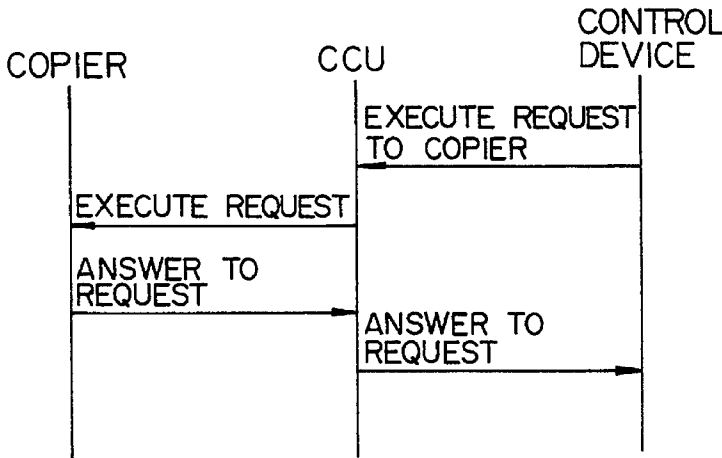 COPIER
CCU
CONTROL
DEVICE
EXECUTE REQUEST
TO COPIER
EXECUTE REQUEST
ANSWER TO
REQUEST
ANSWER TO
REQUEST